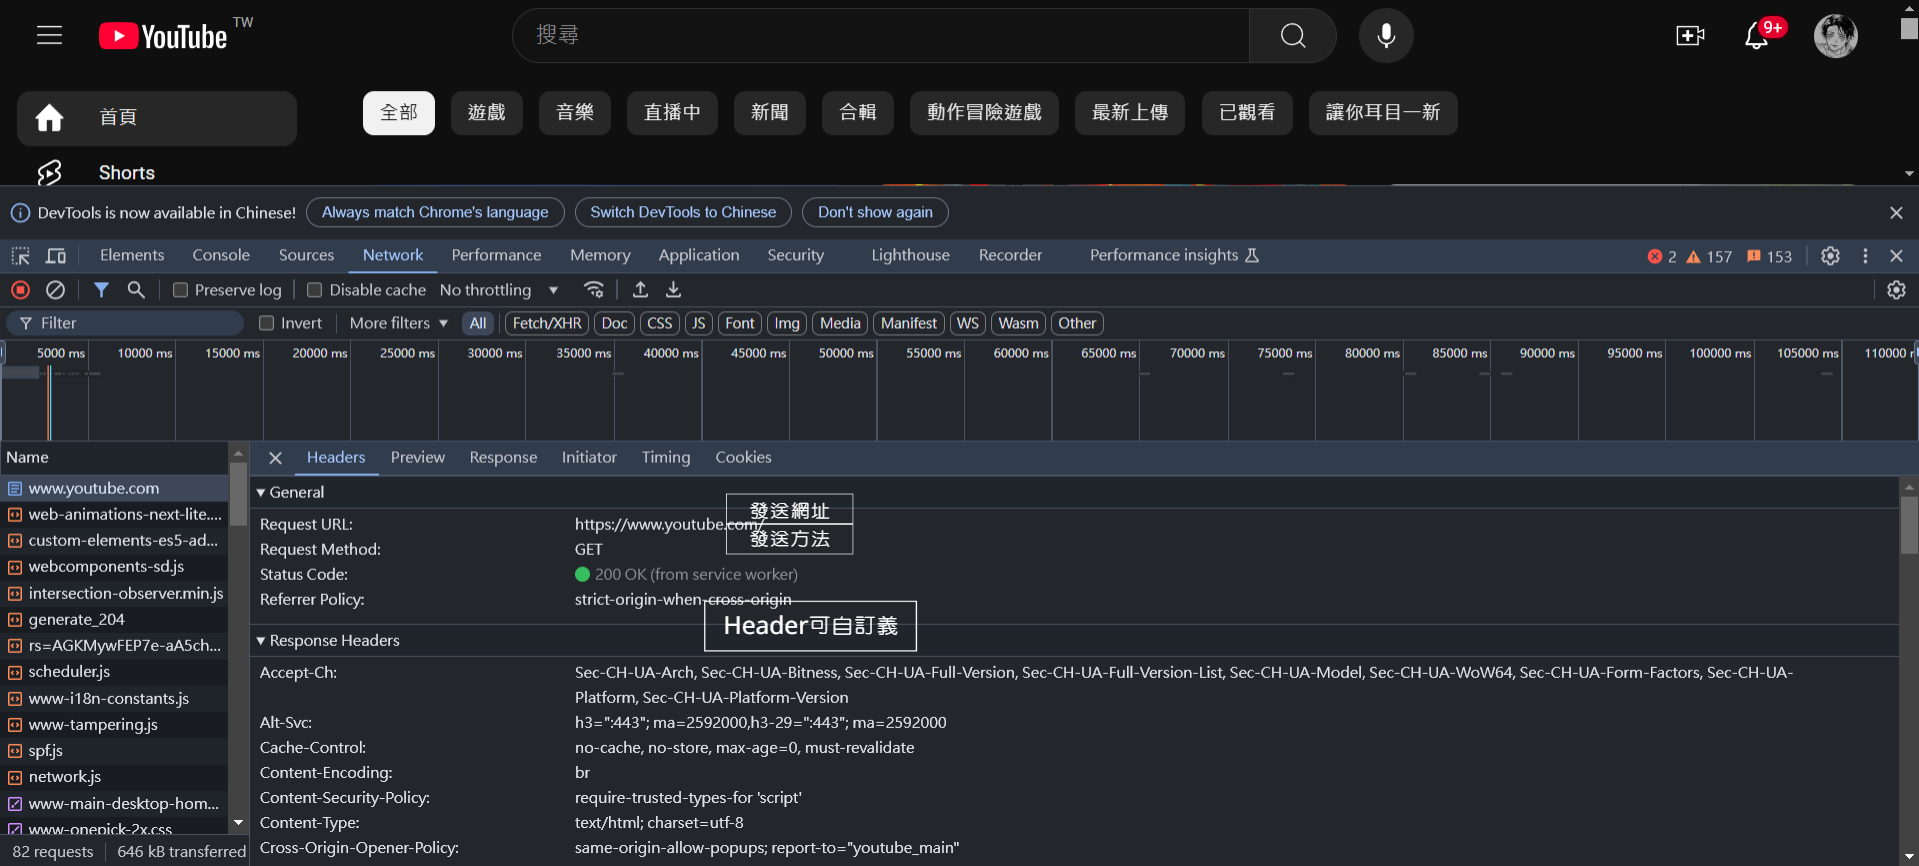 YouTube TW
搜尋
9+
首頁
全部 遊戲 音樂 直播中 新聞 合輯 動作冒險遊戲 最新上傳 已觀看 讓你耳目一新
Shorts
DevTools is now available in Chinese! Always match Chrome's language Switch DevTools to Chinese Don't show again
Elements Console Sources Network Performance Memory Application Security Lighthouse Recorder Performance insights 2 157 153
Preserve log Disable cache No throttling
Filter Invert More filters All Fetch/XHR Doc CSS JS Font Img Media Manifest WS Wasm Other
5000 ms 10000 ms 15000 ms 20000 ms 25000 ms 30000 ms 35000 ms 40000 ms 45000 ms 50000 ms 55000 ms 60000 ms 65000 ms 70000 ms 75000 ms 80000 ms 85000 ms 90000 ms 95000 ms 100000 ms 105000 ms 110000
Name
www.youtube.com
web-animations-next-lite....
custom-elements-es5-ad...
webcomponents-sd.js
intersection-observer.min.js
generate_204
rs=AGKMywFEP7e-aA5ch...
scheduler.js
www-i18n-constants.js
www-tampering.js
spf.js
network.js
www-main-desktop-hom...
www-onepick-2x.css
82 requests 646 kB transferred
Headers Preview Response Initiator Timing Cookies
General
Request URL: https://www.youtube.com/
發送網址
Request Method: GET
發送方法
Status Code: 200 OK (from service worker)
Referrer Policy: strict-origin-when-cross-origin
Header可自訂義
Response Headers
Accept-Ch: Sec-CH-UA-Arch, Sec-CH-UA-Bitness, Sec-CH-UA-Full-Version, Sec-CH-UA-Full-Version-List, Sec-CH-UA-Model, Sec-CH-UA-WoW64, Sec-CH-UA-Form-Factors, Sec-CH-UA-
Platform, Sec-CH-UA-Platform-Version
Alt-Svc: h3=":443"; ma=2592000,h3-29=":443"; ma=2592000
Cache-Control: no-cache, no-store, max-age=0, must-revalidate
Content-Encoding: br
Content-Security-Policy: require-trusted-types-for 'script'
Content-Type: text/html; charset=utf-8
Cross-Origin-Opener-Policy: same-origin-allow-popups; report-to="youtube_main"